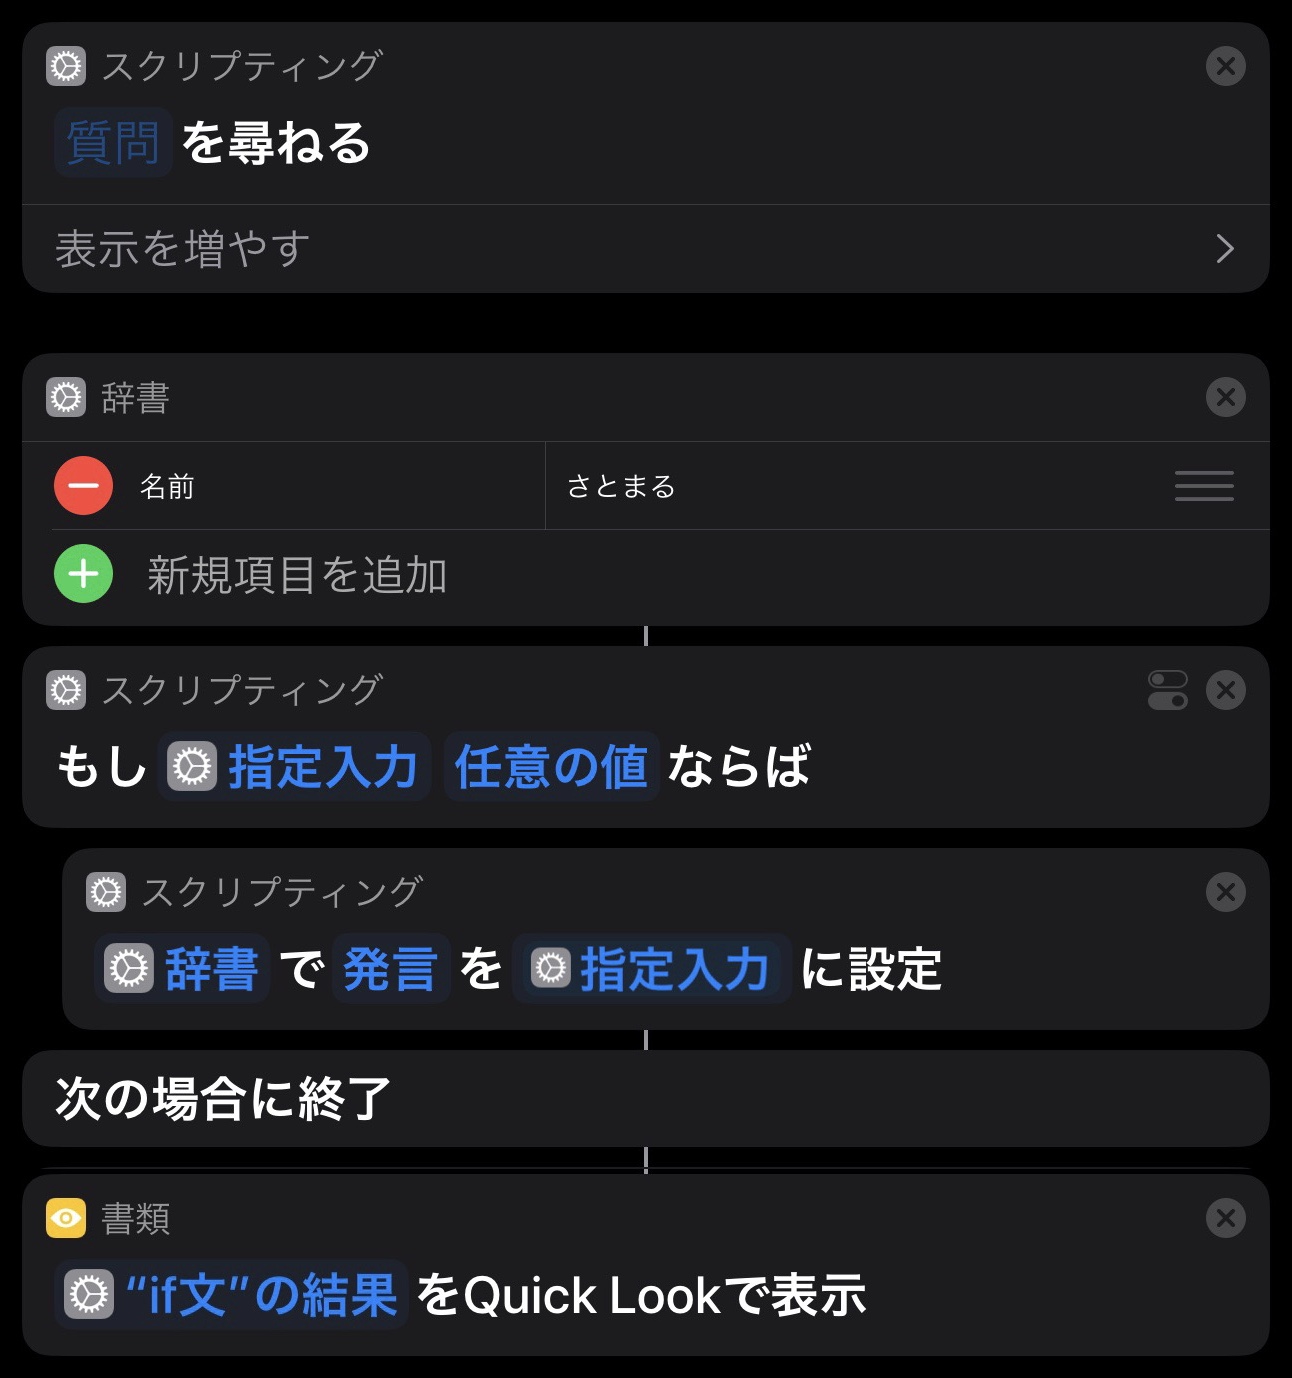 スクリプティング
質問 を尋ねる
表示を増やす
辞書
名前 さとまる
新規項目を追加
スクリプティング
もし 指定入力 任意の値 ならば
スクリプティング
辞書 で 発言 を 指定入力 に設定
次の場合に終了
書類
“if文”の結果 をQuick Lookで表示